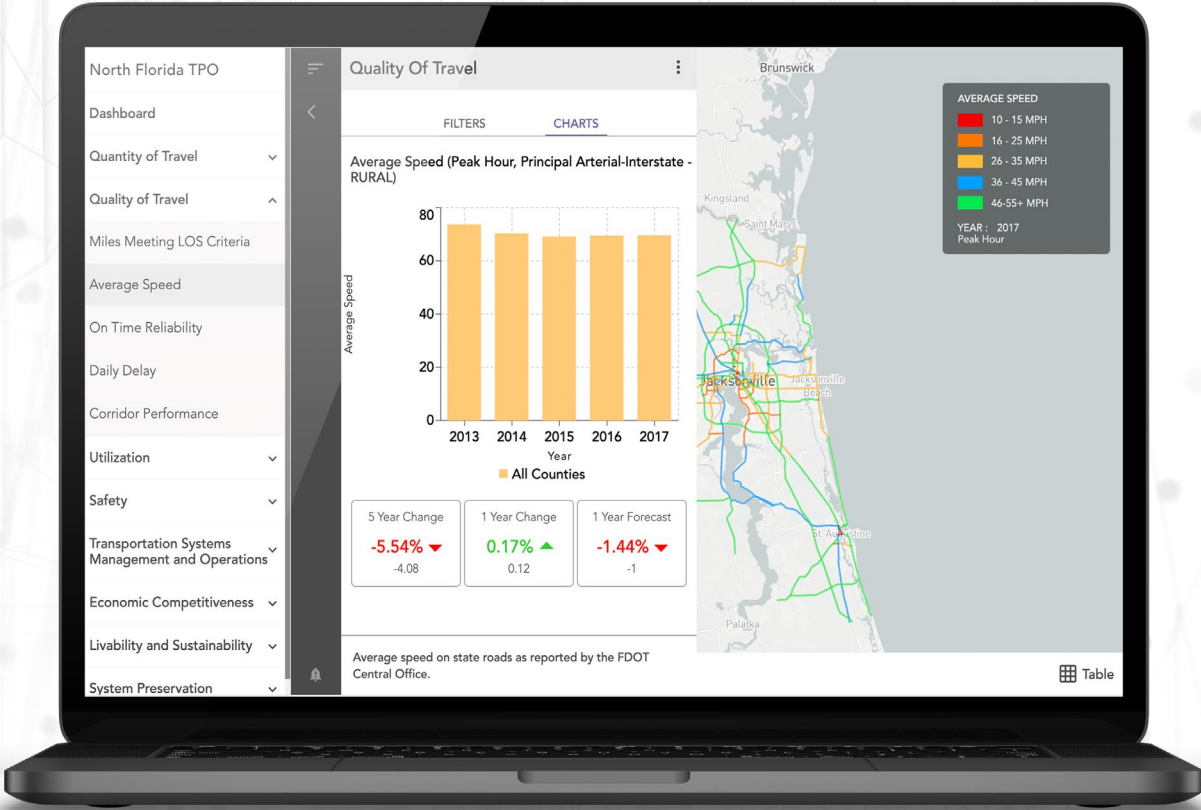 North Florida TPO
Dashboard
Quantity of Travel
Quality of Travel
Miles Meeting LOS Criteria
Average Speed
On Time Reliability
Daily Delay
Corridor Performance
Utilization
Safety
Transportation Systems
Management and Operations
Economic Competitiveness
Livability and Sustainability
System Preservation
Quality Of Travel
FILTERS
CHARTS
Average Speed (Peak Hour, Principal Arterial-Interstate -
RURAL)
Average Speed
80
60
40
20
0
2013 2014 2015 2016 2017
Year
All Counties
5 Year Change
-5.54%
-4.08
1 Year Change
0.17%
0.12
1 Year Forecast
-1.44%
-1
Average speed on state roads as reported by the FDOT
Central Office.
Brunswick
Kingsland
Saint Marys
Jacksonville
Jacksonville
Beach
St. Augustine
Palatka
AVERAGE SPEED
10 - 15 MPH
16 - 25 MPH
26 - 35 MPH
36 - 45 MPH
46-55+ MPH
YEAR : 2017
Peak Hour
Table